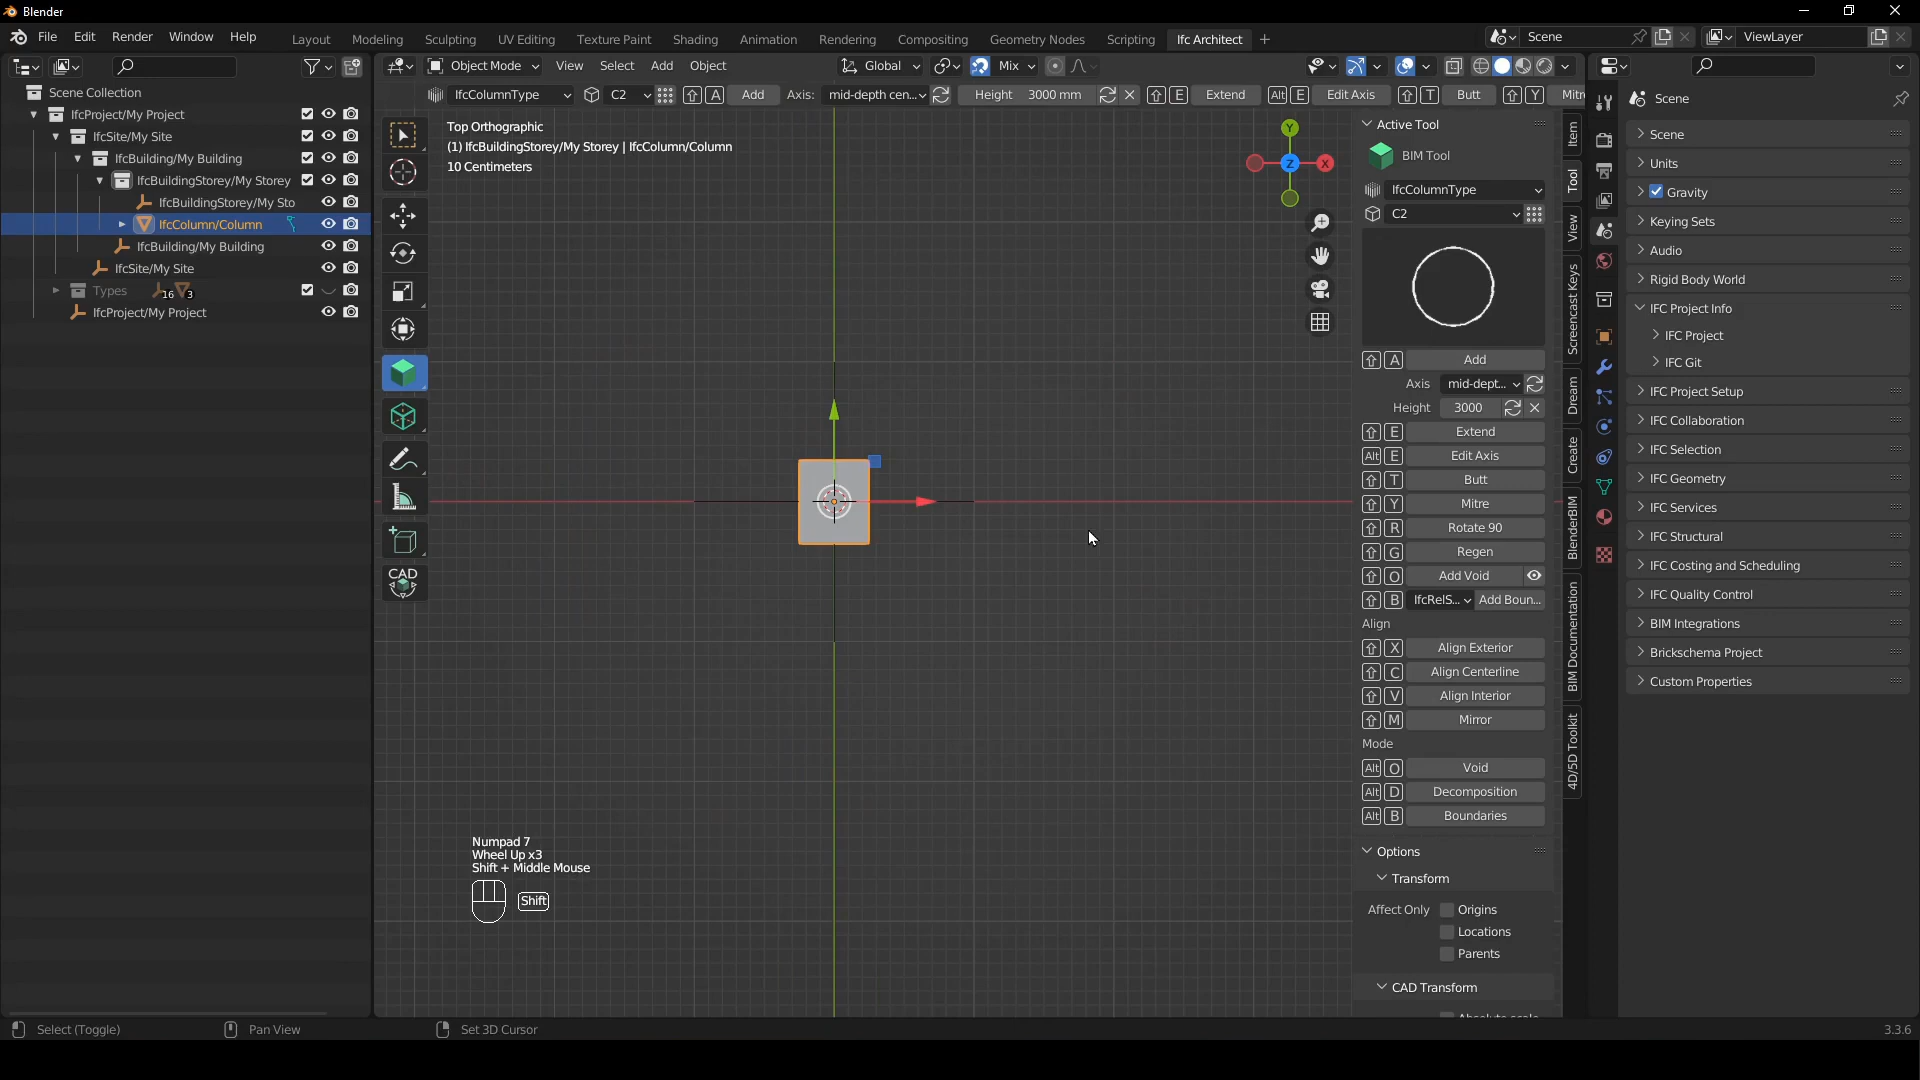 Blender
File Edit Render Window Help
Layout Modeling Sculpting UV Editing Texture Paint Shading Animation Rendering Compositing Geometry Nodes Scripting Ifc Architect +
Scene ViewLayer
Object Mode View Select Add Object Global Mix
IfcColumnType C2 A Add Axis: mid-depth cen... Height 3000 mm E Extend Alt E Edit Axis T Butt Y Mitr
Scene Collection
IfcProject/My Project
IfcSite/My Site
IfcBuilding/My Building
IfcBuildingStorey/My Storey
IfcBuildingStorey/My Sto
IfcColumn/Column
IfcBuilding/My Building
IfcSite/My Site
Types 16 3
IfcProject/My Project
Top Orthographic
(1) IfcBuildingStorey/My Storey | IfcColumn/Column
10 Centimeters
Y
Z
X
CAD
Numpad 7
Wheel Up x3
Shift + Middle Mouse
Shift
Active Tool
BIM Tool
IfcColumnType
C2
A Add
Axis mid-dept...
Height 3000
E Extend
Alt E Edit Axis
T Butt
Y Mitre
R Rotate 90
G Regen
O Add Void
B IfcRelS... Add Boun...
Align
X Align Exterior
C Align Centerline
V Align Interior
M Mirror
Mode
Alt O Void
Alt D Decomposition
Alt B Boundaries
Options
Transform
Affect Only Origins
Locations
Parents
CAD Transform
Item
Tool
View
Screencast Keys
Dream
Create
BlenderBIM
BIM Documentation
4D/5D Toolkit
Scene
Scene
Units
Gravity
Keying Sets
Audio
Rigid Body World
IFC Project Info
IFC Project
IFC Git
IFC Project Setup
IFC Collaboration
IFC Selection
IFC Geometry
IFC Services
IFC Structural
IFC Costing and Scheduling
IFC Quality Control
BIM Integrations
Brickschema Project
Custom Properties
Select (Toggle) Pan View Set 3D Cursor 3.3.6